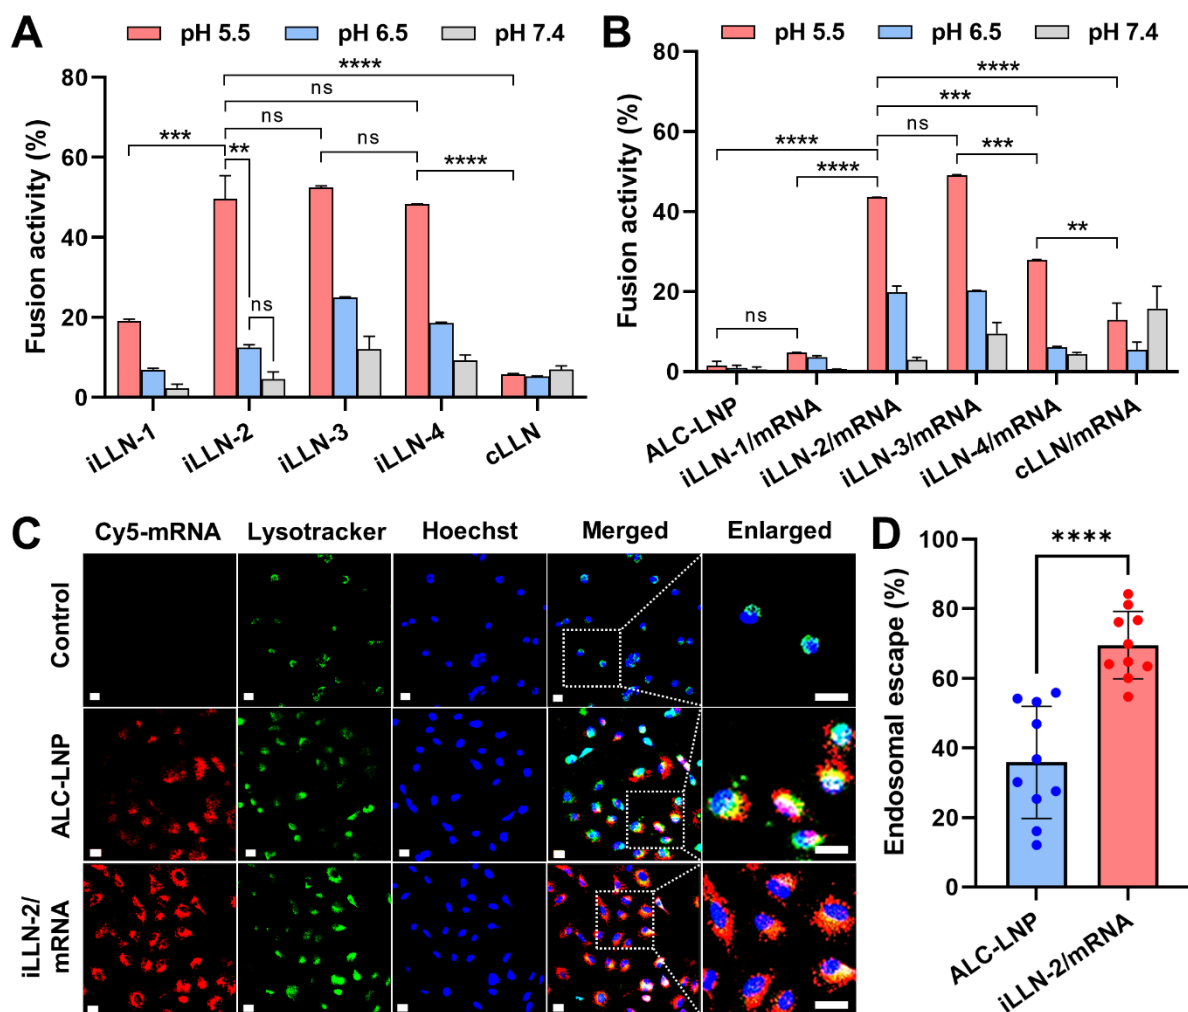 A
pH 5.5 pH 6.5 pH 7.4
Fusion activity (%)
80
60
40
20
0
****
ns
*** ns
** ns
****
ns
iLLN-1 iLLN-2 iLLN-3 iLLN-4 cLLN
B
pH 5.5 pH 6.5 pH 7.4
Fusion activity (%)
80
60
40
20
0
****
***
ns
**** ***
****
**
ns
ALC-LNP iLLN-1/mRNA iLLN-2/mRNA iLLN-3/mRNA iLLN-4/mRNA cLLN/mRNA
C
Cy5-mRNA Lysotracker Hoechst Merged Enlarged
Control
ALC-LNP
iLLN-2/
mRNA
D
Endosomal escape (%)
100
80
60
40
20
0
****
ALC-LNP iLLN-2/mRNA